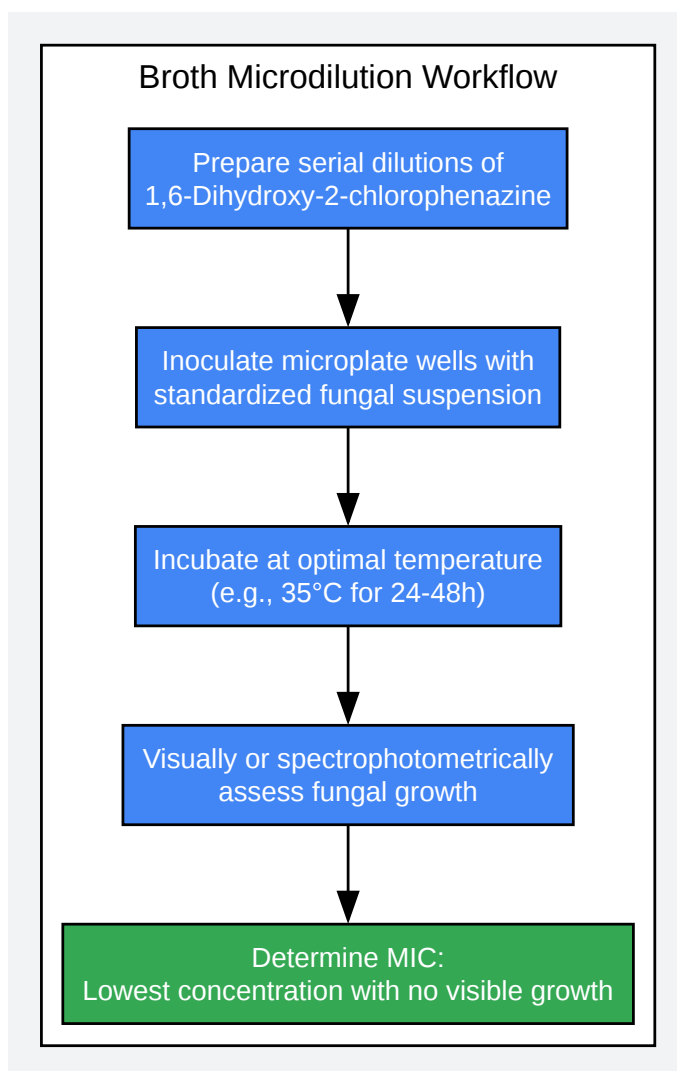 Broth Microdilution Workflow
Prepare serial dilutions of
1,6-Dihydroxy-2-chlorophenazine
Inoculate microplate wells with
standardized fungal suspension
Incubate at optimal temperature
(e.g., 35°C for 24-48h)
Visually or spectrophotometrically
assess fungal growth
Determine MIC:
Lowest concentration with no visible growth